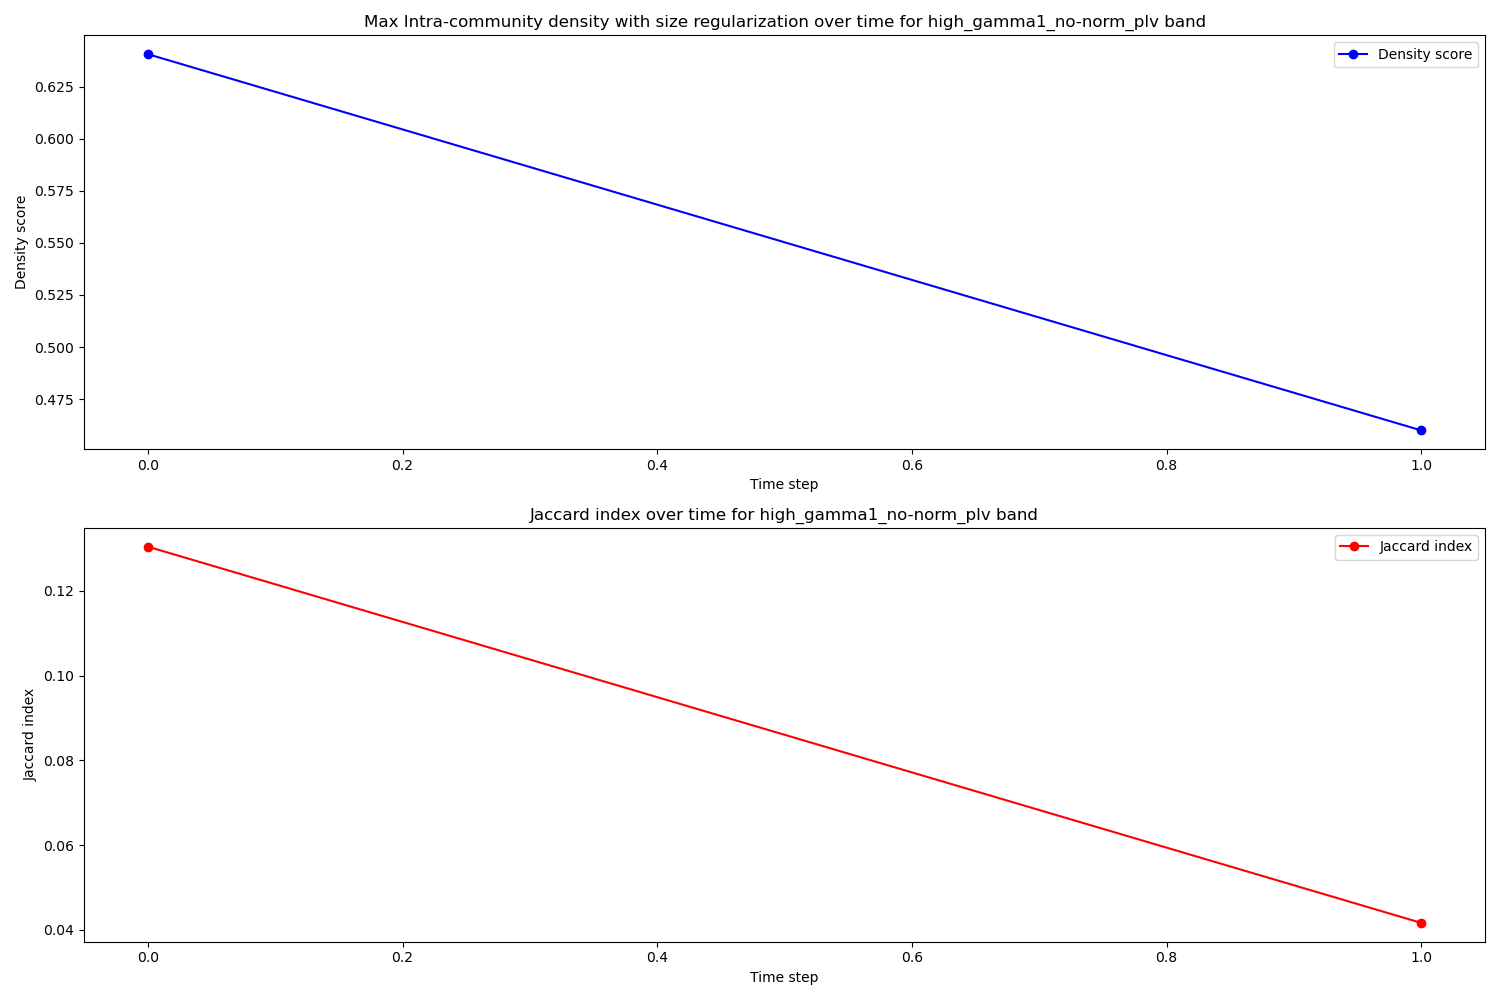 Max Intra-community density with size regularization over time for high_gamma1_no-norm_plv band
Density score
0.625
0.600
0.575
0.550
0.525
0.500
0.475
Density score
0.0 0.2 0.4 0.6 0.8 1.0
Time step
Jaccard index over time for high_gamma1_no-norm_plv band
Jaccard index
0.12
0.10
0.08
0.06
0.04
Jaccard index
0.0 0.2 0.4 0.6 0.8 1.0
Time step